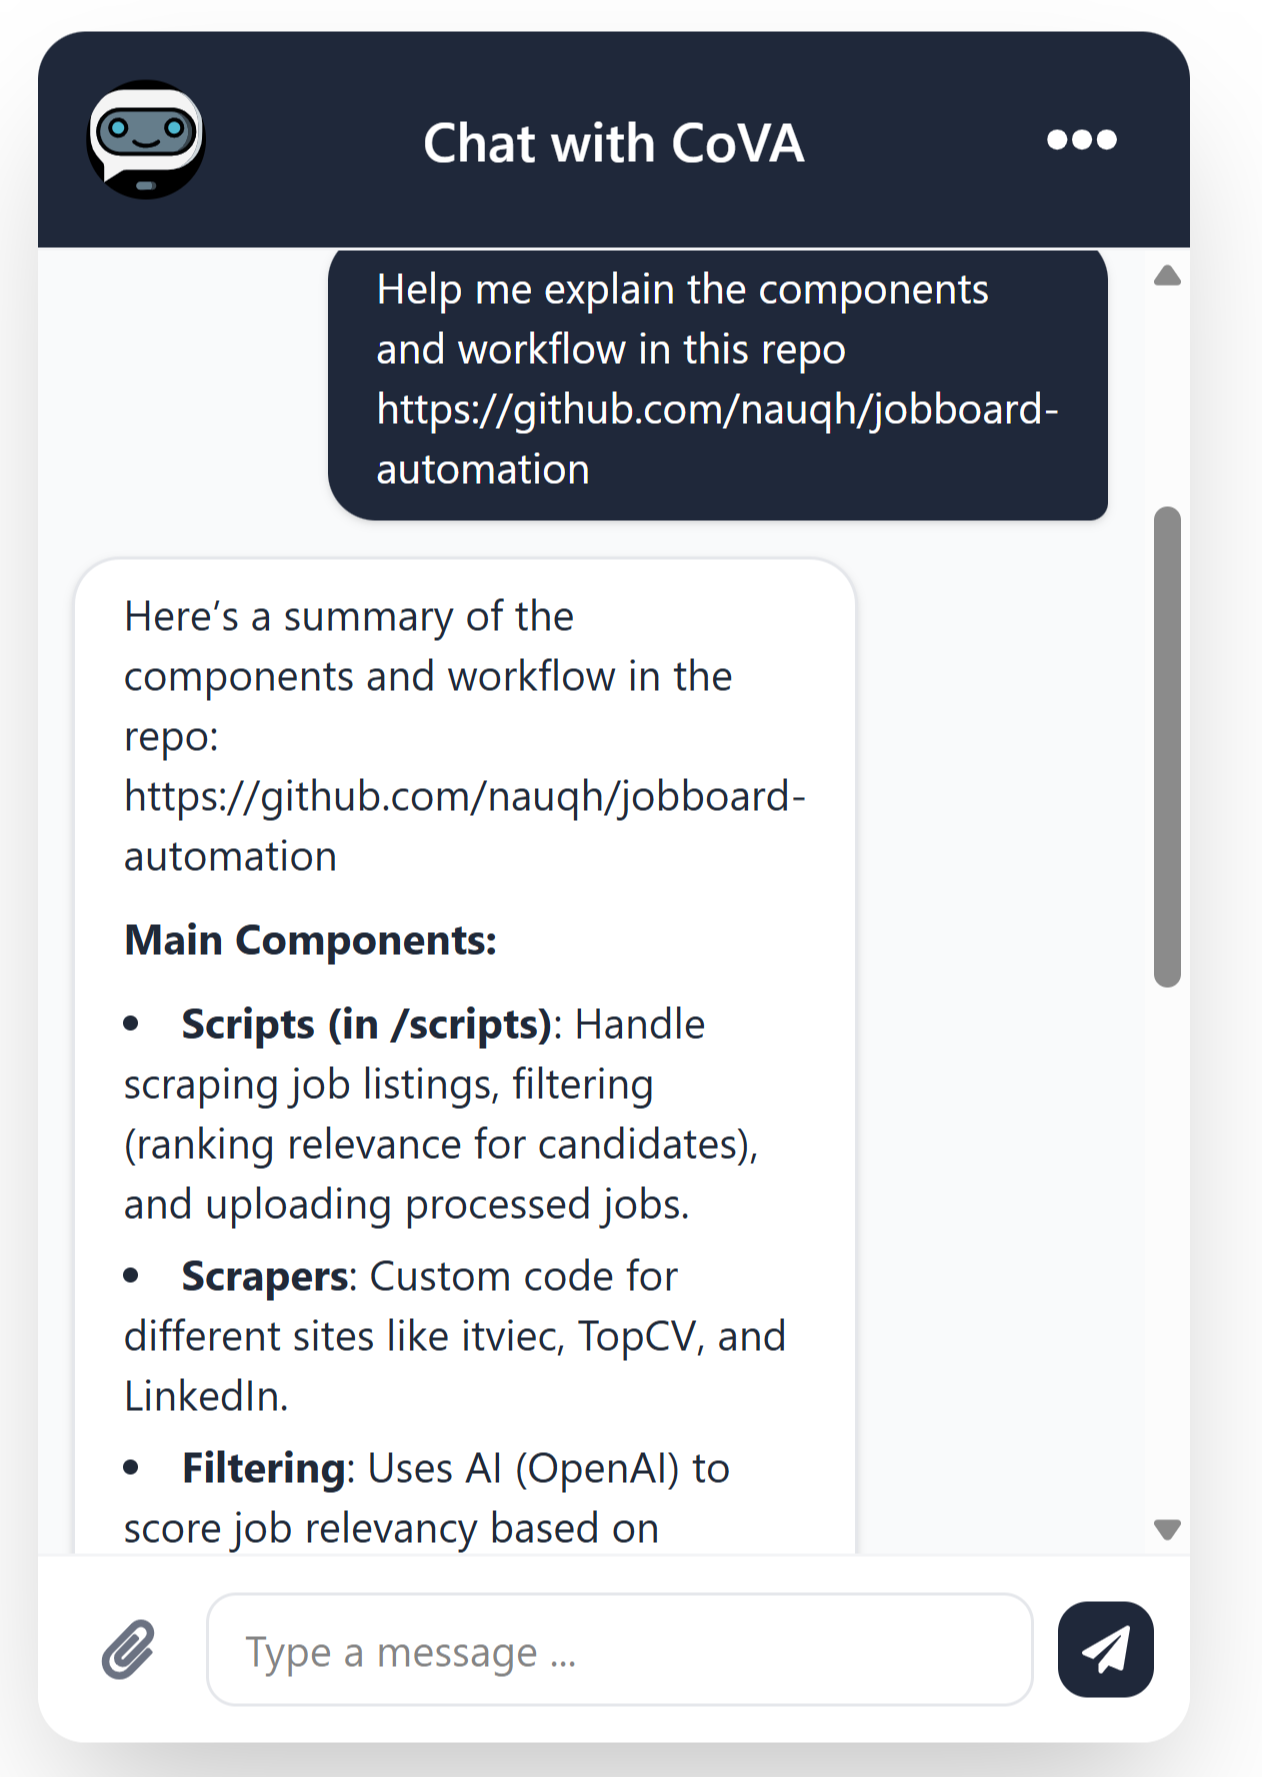 Chat with CoVA
Help me explain the components
and workflow in this repo
https://github.com/nauqh/jobboard-
automation
Here’s a summary of the
components and workflow in the
repo:
https://github.com/nauqh/jobboard-
automation
Main Components:
• Scripts (in /scripts): Handle
scraping job listings, filtering
(ranking relevance for candidates),
and uploading processed jobs.
• Scrapers: Custom code for
different sites like itviec, TopCV, and
LinkedIn.
• Filtering: Uses AI (OpenAI) to
score job relevancy based on
Type a message ...